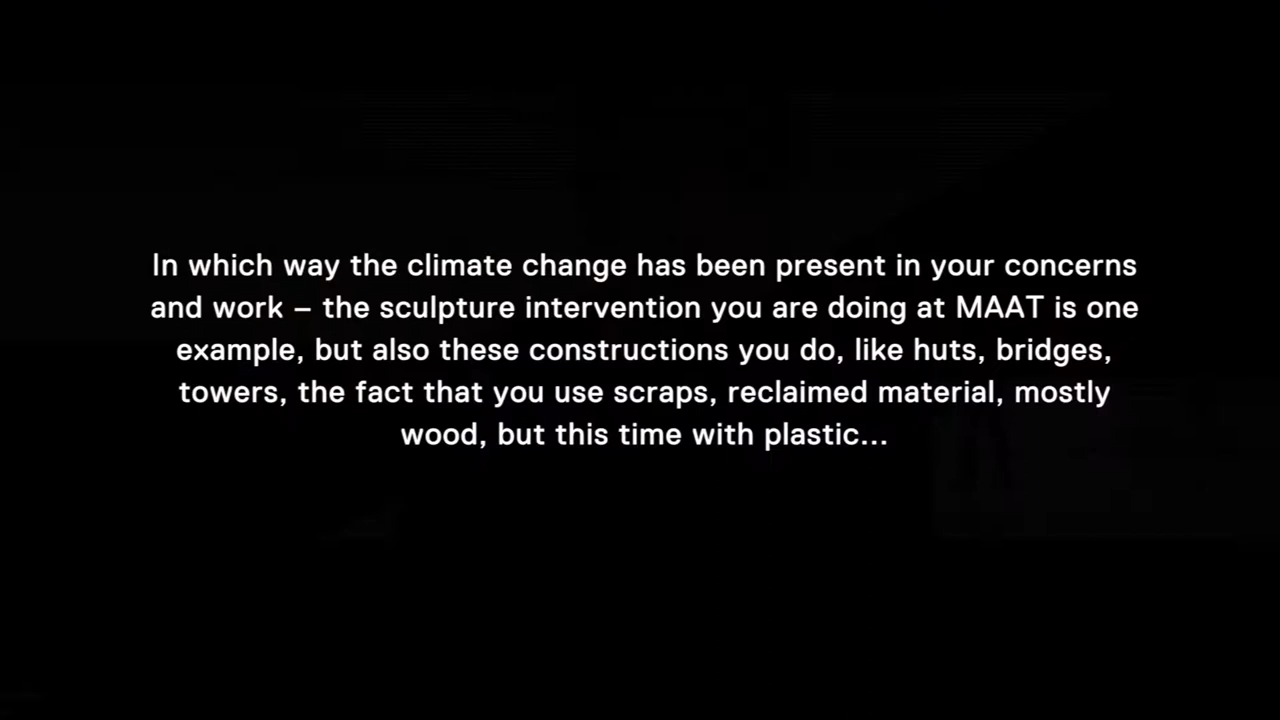 In which way the climate change has been present in your concerns
and work – the sculpture intervention you are doing at MAAT is one
example, but also these constructions you do, like huts, bridges,
towers, the fact that you use scraps, reclaimed material, mostly
wood, but this time with plastic...